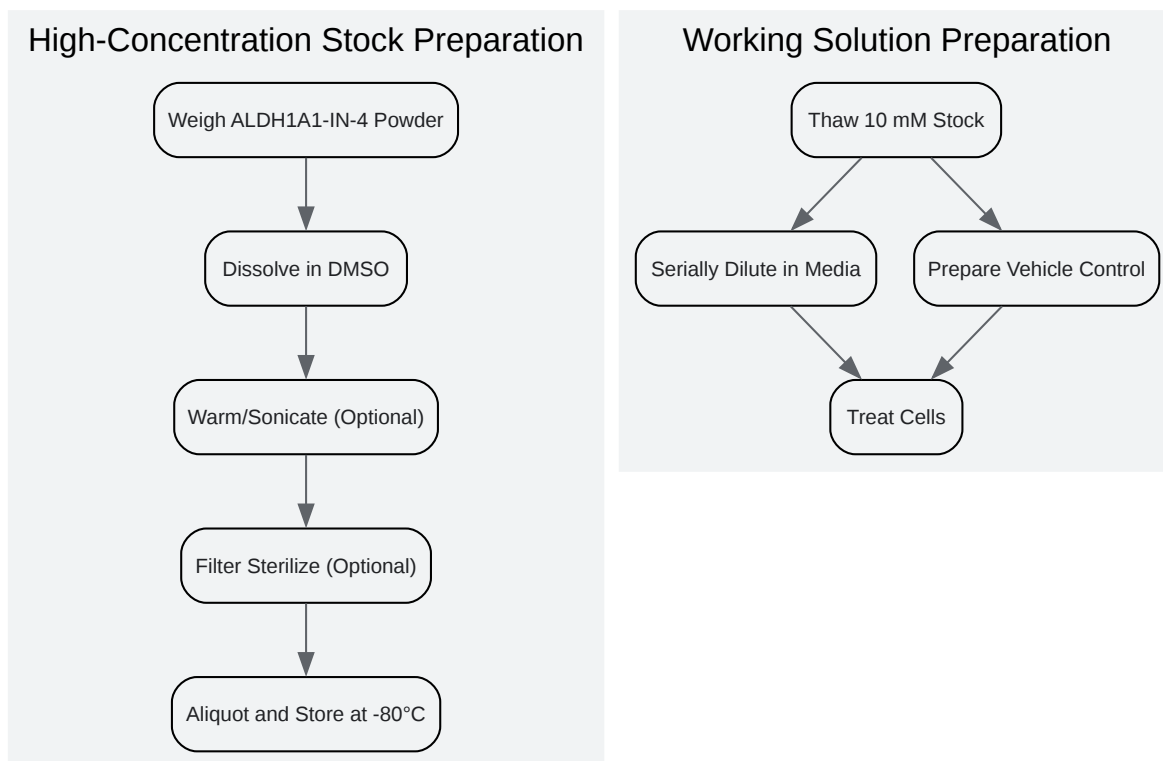 High-Concentration Stock Preparation
Weigh ALDH1A1-IN-4 Powder
Dissolve in DMSO
Warm/Sonicate (Optional)
Filter Sterilize (Optional)
Aliquot and Store at -80°C
Working Solution Preparation
Thaw 10 mM Stock
Serially Dilute in Media
Prepare Vehicle Control
Treat Cells